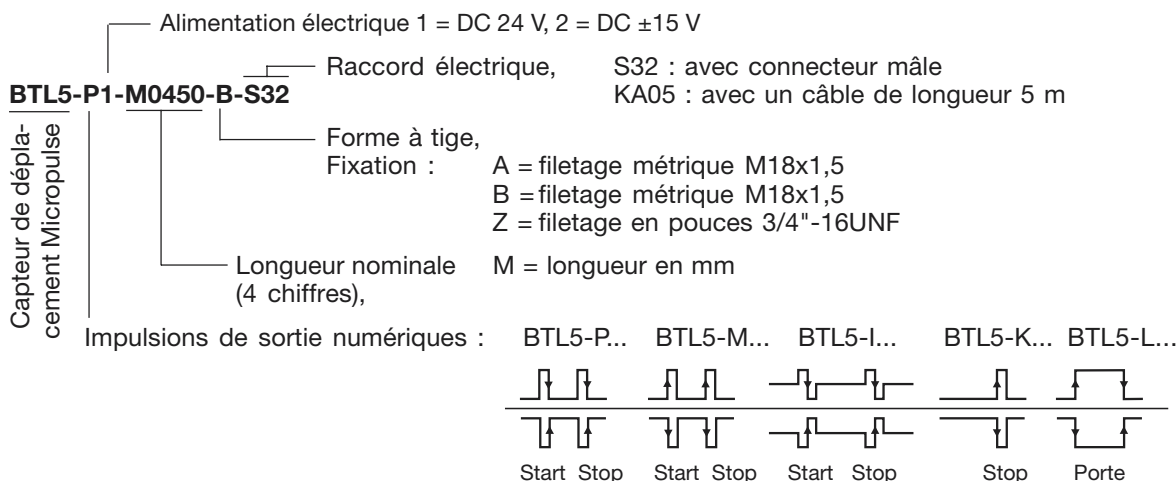 Alimentation électrique 1 = DC 24 V, 2 = DC ±15 V
Raccord électrique, S32 : avec connecteur mâle
BTL5-P1-M0450-B-S32
KA05 : avec un câble de longueur 5 m
Capteur de dépla-
cement Micropulse
Forme à tige,
Fixation : A = filetage métrique M18x1,5
B = filetage métrique M18x1,5
Z = filetage en pouces 3/4"-16UNF
Longueur nominale M = longueur en mm
(4 chiffres),
Impulsions de sortie numériques : BTL5-P... BTL5-M... BTL5-I... BTL5-K... BTL5-L...
Start Stop Start Stop Start Stop Stop Porte